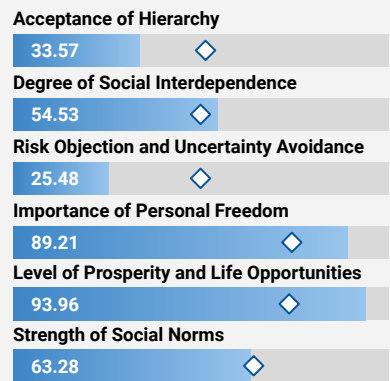 Acceptance of Hierarchy
33.57
Degree of Social Interdependence
54.53
Risk Objection and Uncertainty Avoidance
25.48
Importance of Personal Freedom
89.21
Level of Prosperity and Life Opportunities
93.96
Strength of Social Norms
63.28